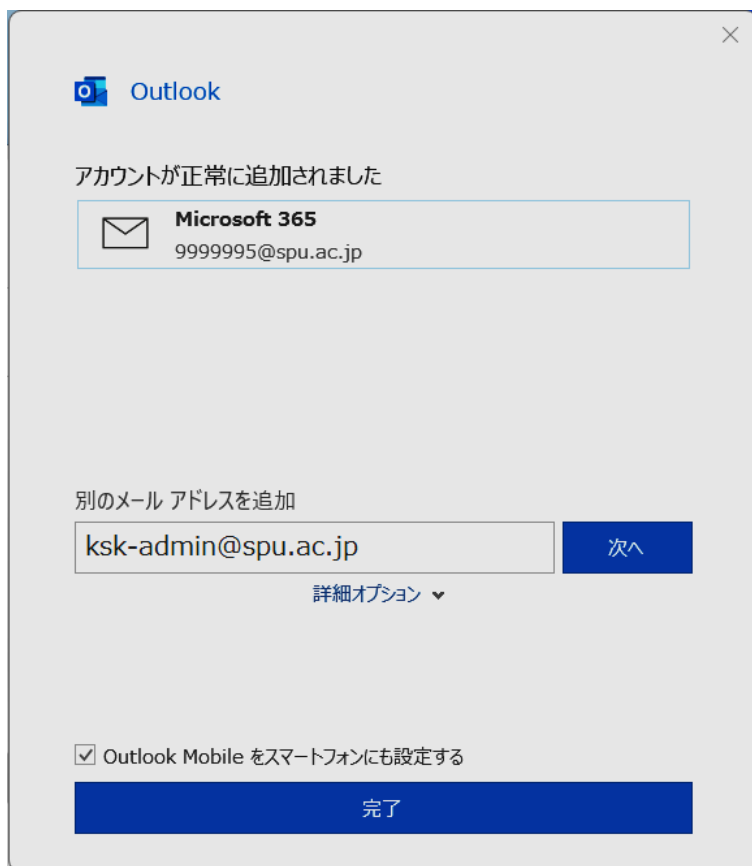 Outlook
アカウントが正常に追加されました
Microsoft 365
9999995@spu.ac.jp
別のメール アドレスを追加
ksk-admin@spu.ac.jp
次へ
詳細オプション
Outlook Mobile をスマートフォンにも設定する
完了